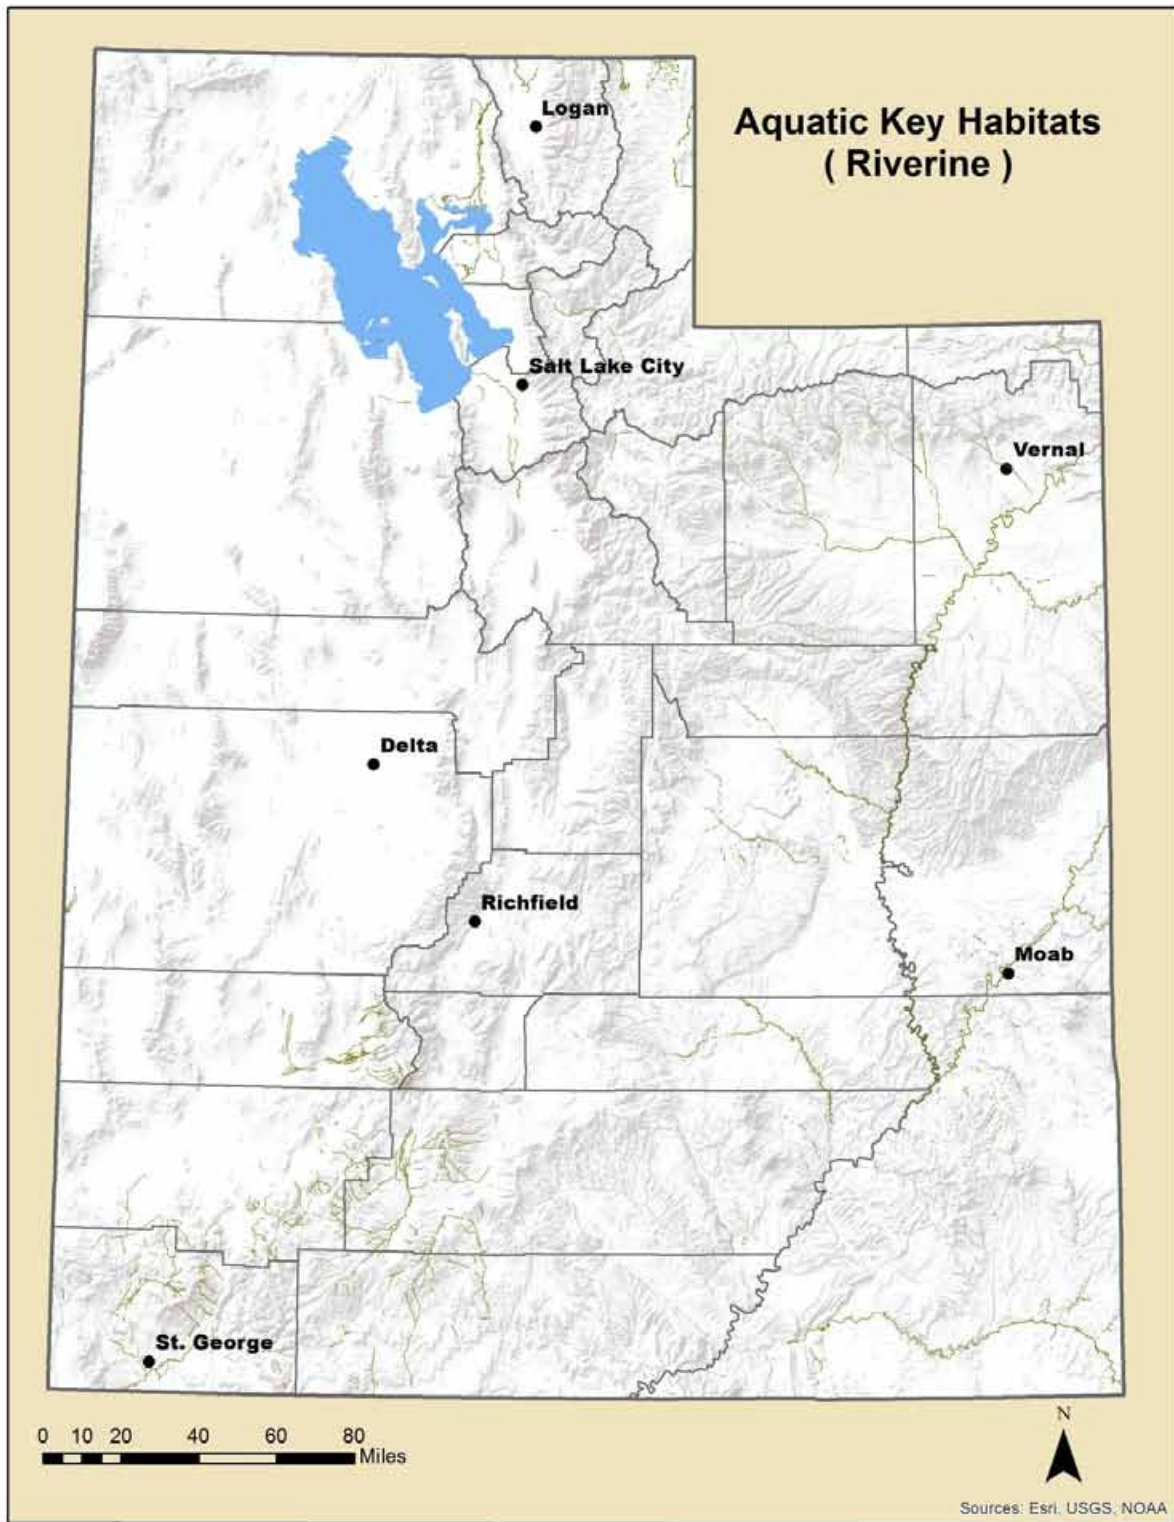 Aquatic Key Habitats
( Riverine )
Logan
Salt Lake City
Vernal
Delta
Richfield
Moab
St. George
0 10 20 40 60 80
Miles
N
Sources: Esri, USGS, NOAA